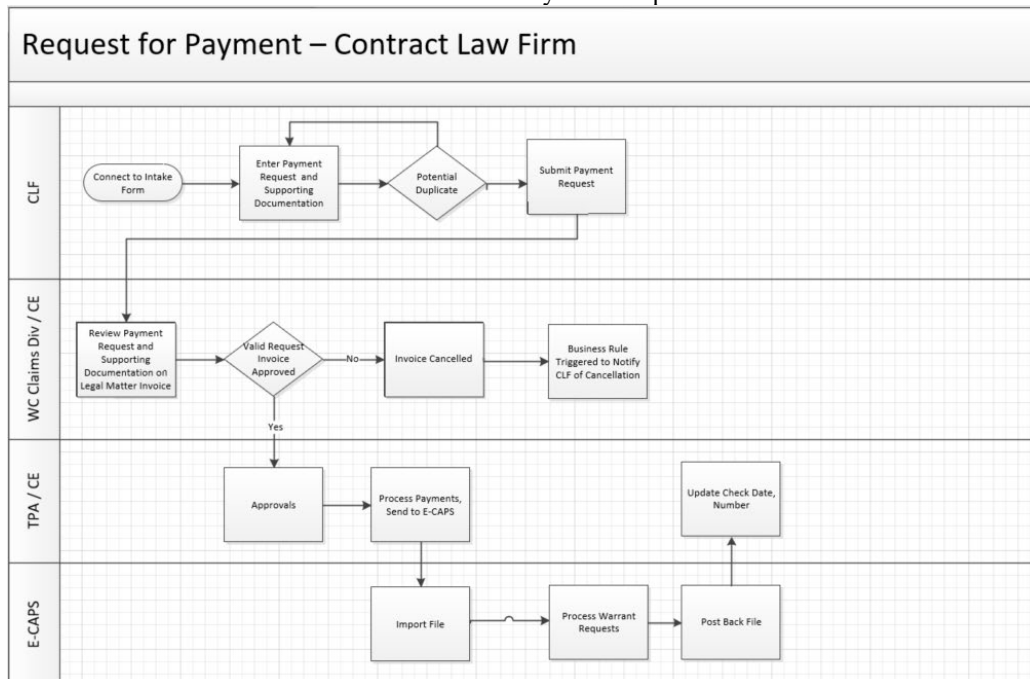 Request for Payment – Contract Law Firm
CLF
Connect to Intake
Form
Enter Payment
Request and
Supporting
Documentation
Potential
Duplicate
Submit Payment
Request
WC Claims Div / CE
Review Payment
Request and
Supporting
Documentation on
Legal Matter Invoice
Valid Request
Invoice
Approved
No
Invoice Cancelled
Business Rule
Triggered to Notify
CLF of Cancellation
Yes
TPA / CE
Approvals
Process Payments,
Send to E-CAPS
Update Check Date,
Number
E-CAPS
Import File
Process Warrant
Requests
Post Back File